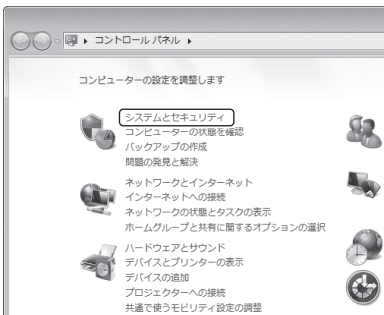 コントロール パネル
コンピューターの設定を調整します
システムとセキュリティ
コンピューターの状態を確認
バックアップの作成
問題の発見と解決
ネットワークとインターネット
インターネットへの接続
ネットワークの状態とタスクの表示
ホームグループと共有に関するオプションの選択
ハードウェアとサウンド
デバイスとプリンターの表示
デバイスの追加
プロジェクターへの接続
共通で使うモビリティ設定の調整